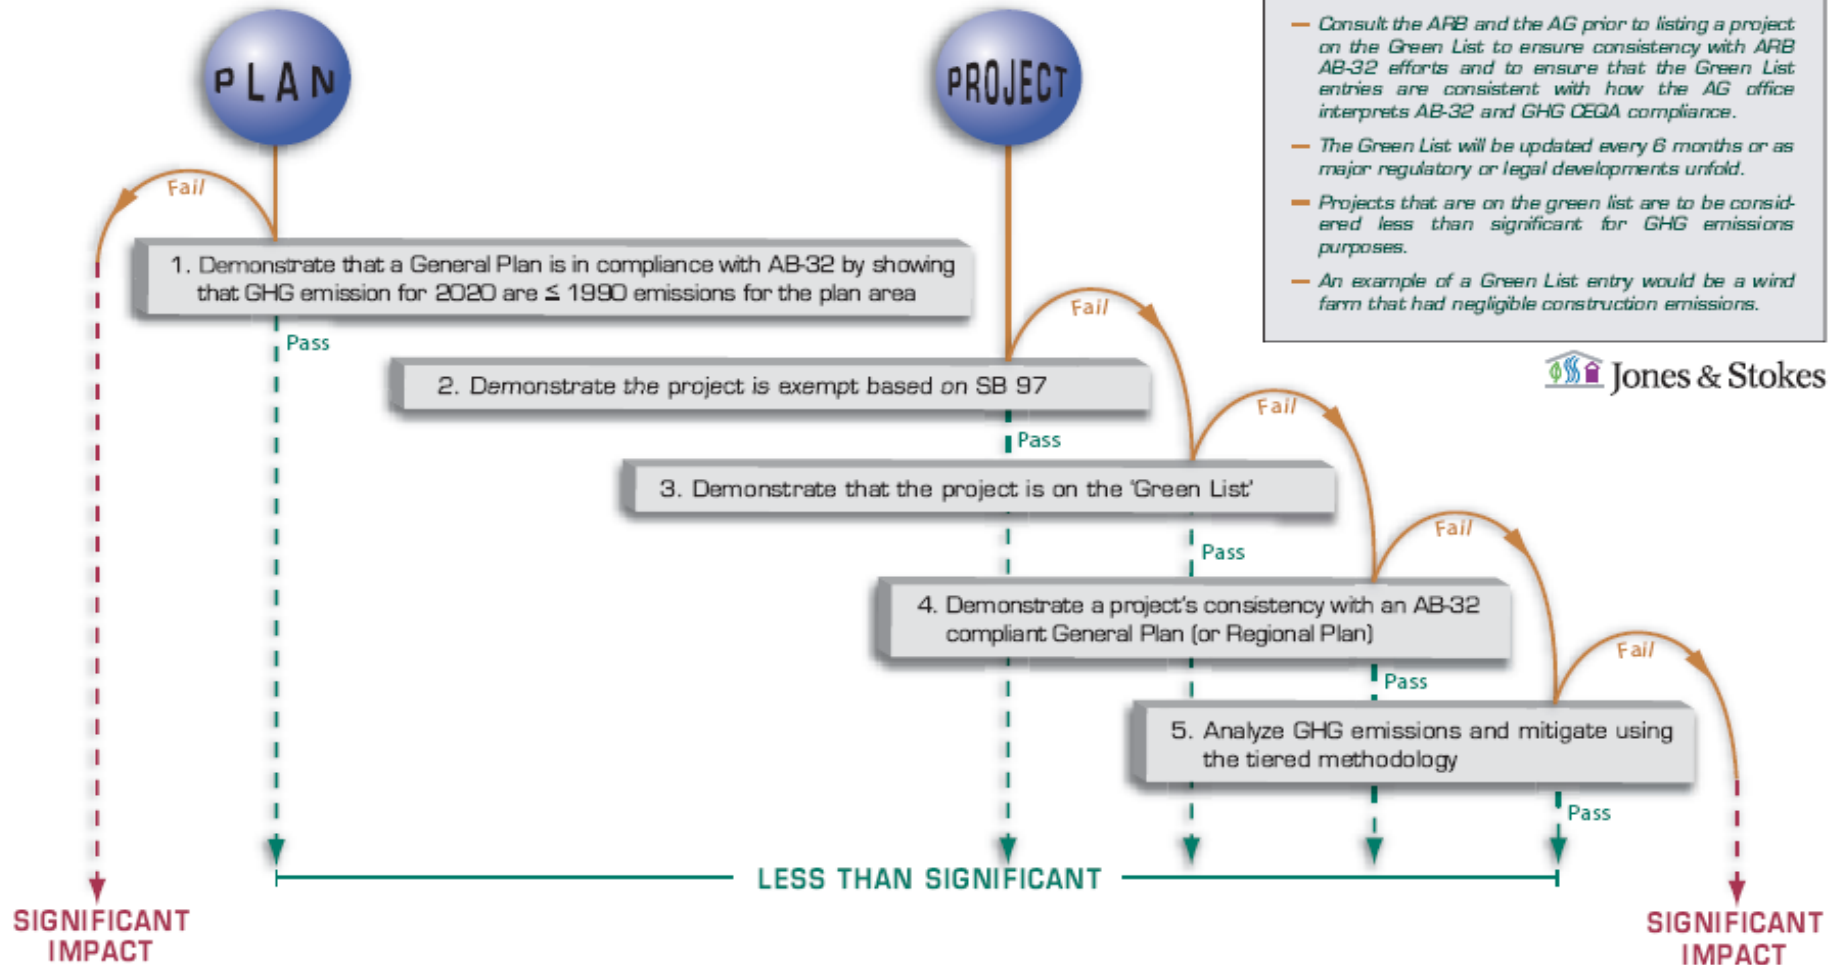 PLAN
PROJECT
— Consult the ARB and the AG prior to listing a project
on the Green List to ensure consistency with ARB
AB-32 efforts and to ensure that the Green List
entries are consistent with how the AG office
interprets AB-32 and GHG CEQA compliance.
— The Green List will be updated every 6 months or as
major regulatory or legal developments unfold.
— Projects that are on the green list are to be consid-
ered less than significant for GHG emissions
purposes.
— An example of a Green List entry would be a wind
farm that had negligible construction emissions.
Jones & Stokes
Fail
1. Demonstrate that a General Plan is in compliance with AB-32 by showing
that GHG emission for 2020 are ≤ 1990 emissions for the plan area
Pass
Fail
2. Demonstrate the project is exempt based on SB 97
Pass
Fail
3. Demonstrate that the project is on the 'Green List'
Pass
Fail
4. Demonstrate a project's consistency with an AB-32
compliant General Plan (or Regional Plan)
Pass
Fail
5. Analyze GHG emissions and mitigate using
the tiered methodology
Pass
LESS THAN SIGNIFICANT
SIGNIFICANT
IMPACT
SIGNIFICANT
IMPACT